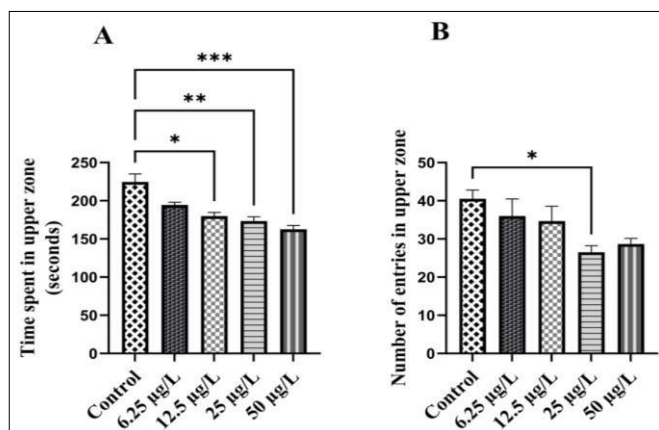 A
B
***
**
*
*
Time spent in upper zone
(seconds)
250
200
150
100
50
0
Control
6.25 µg/L
12.5 µg/L
25 µg/L
50 µg/L
Number of entries in upper zone
50
40
30
20
10
0
Control
6.25 µg/L
12.5 µg/L
25 µg/L
50 µg/L